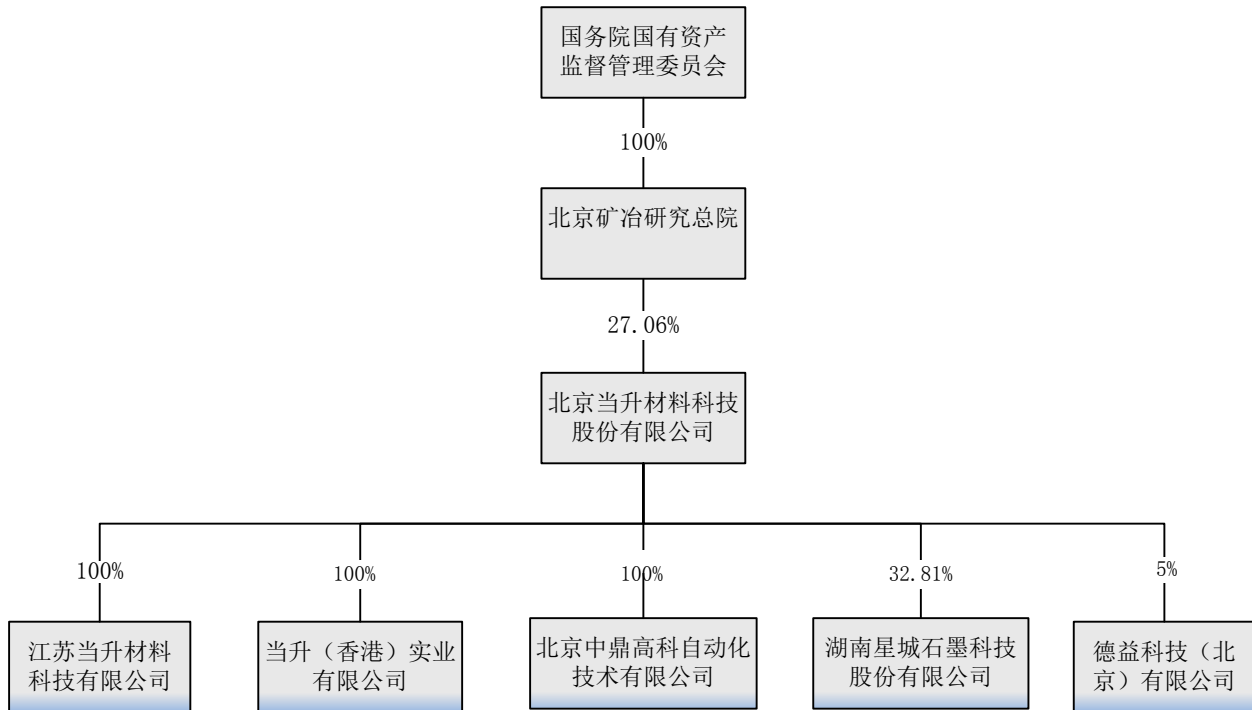 国务院国有资产
监督管理委员会
100%
北京矿冶研究总院
27.06%
北京当升材料科技
股份有限公司
100%
100%
100%
32.81%
5%
江苏当升材料
科技有限公司
当升（香港）实业
有限公司
北京中鼎高科自动化
技术有限公司
湖南星城石墨科技
股份有限公司
德益科技（北
京）有限公司